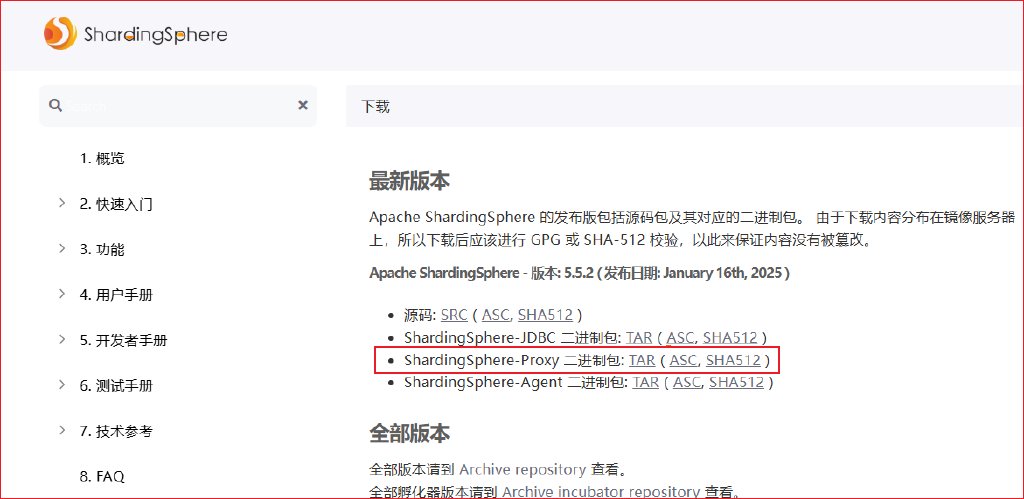 ShardingSphere
下载
1. 概览
2. 快速入门
3. 功能
4. 用户手册
5. 开发者手册
6. 测试手册
7. 技术参考
8. FAQ
最新版本
Apache ShardingSphere 的发布版包括源码包及其对应的二进制包。 由于下载内容分布在镜像服务器
上，所以下载后应该进行 GPG 或 SHA-512 校验，以此来保证内容没有被篡改。
Apache ShardingSphere - 版本: 5.5.2 ( 发布日期: January 16th, 2025 )
源码: SRC ( ASC, SHA512 )
ShardingSphere-JDBC 二进制包: TAR ( ASC, SHA512 )
ShardingSphere-Proxy 二进制包: TAR ( ASC, SHA512 )
ShardingSphere-Agent 二进制包: TAR ( ASC, SHA512 )
全部版本
全部版本请到 Archive repository 查看。
全部孵化器版本请到 Archive incubator repository 查看。